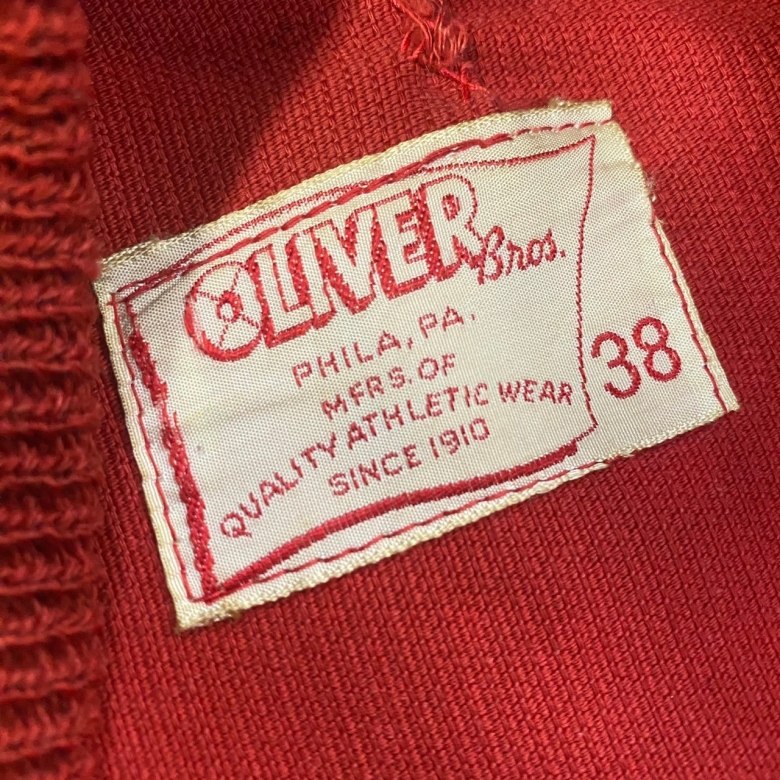 OLIVER Bros.
PHILA, PA.
MFRS. OF
QUALITY ATHLETIC WEAR
SINCE 1910
38